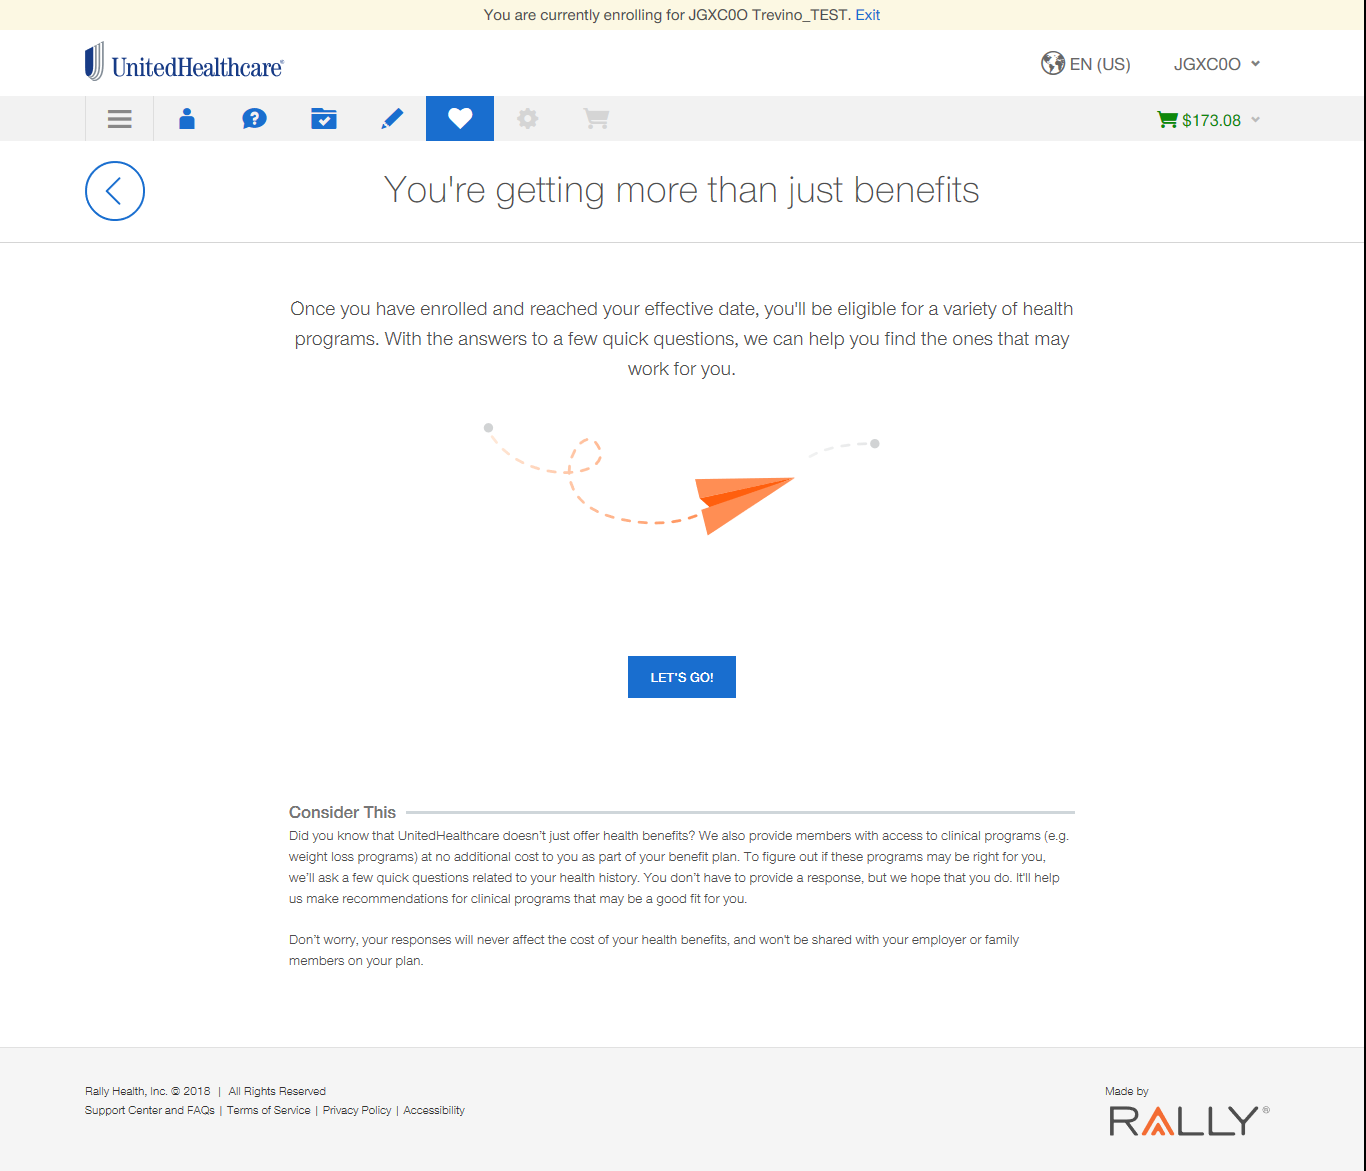 You are currently enrolling for JGXC0O Trevino_TEST. Exit
UnitedHealthcare®
EN (US)
JGXC0O
$173.08
You're getting more than just benefits
Once you have enrolled and reached your effective date, you'll be eligible for a variety of health
programs. With the answers to a few quick questions, we can help you find the ones that may
work for you.
LET'S GO!
Consider This
Did you know that UnitedHealthcare doesn't just offer health benefits? We also provide members with access to clinical programs (e.g.
weight loss programs) at no additional cost to you as part of your benefit plan. To figure out if these programs may be right for you,
we'll ask a few quick questions related to your health history. You don't have to provide a response, but we hope that you do. It'll help
us make recommendations for clinical programs that may be a good fit for you.
Don't worry, your responses will never affect the cost of your health benefits, and won't be shared with your employer or family
members on your plan.
Rally Health, Inc. © 2018 | All Rights Reserved
Support Center and FAQs | Terms of Service | Privacy Policy | Accessibility
Made by
RALLY®